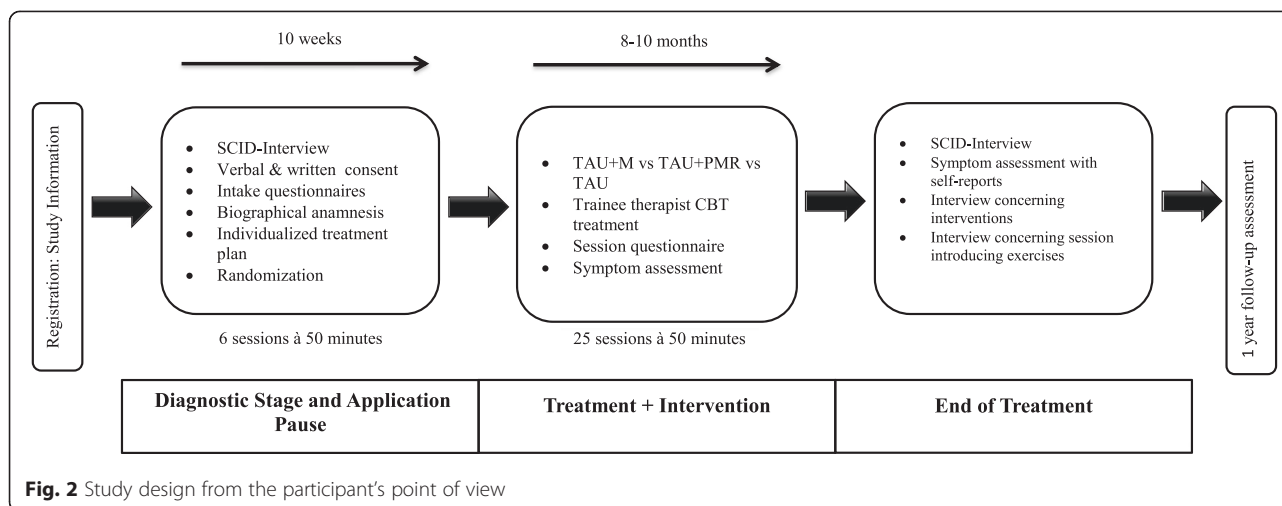 10 weeks
8-10 months
Registration: Study Information
• SCID-Interview
• Verbal & written consent
• Intake questionnaires
• Biographical anamnesis
• Individualized treatment
plan
• Randomization
6 sessions à 50 minutes
• TAU+M vs TAU+PMR vs
TAU
• Trainee therapist CBT
treatment
• Session questionnaire
• Symptom assessment
25 sessions à 50 minutes
• SCID-Interview
• Symptom assessment with
self-reports
• Interview concerning
interventions
• Interview concerning session
introducing exercises
1 year follow-up assessment
Diagnostic Stage and Application
Pause
Treatment + Intervention
End of Treatment
Fig. 2 Study design from the participant's point of view